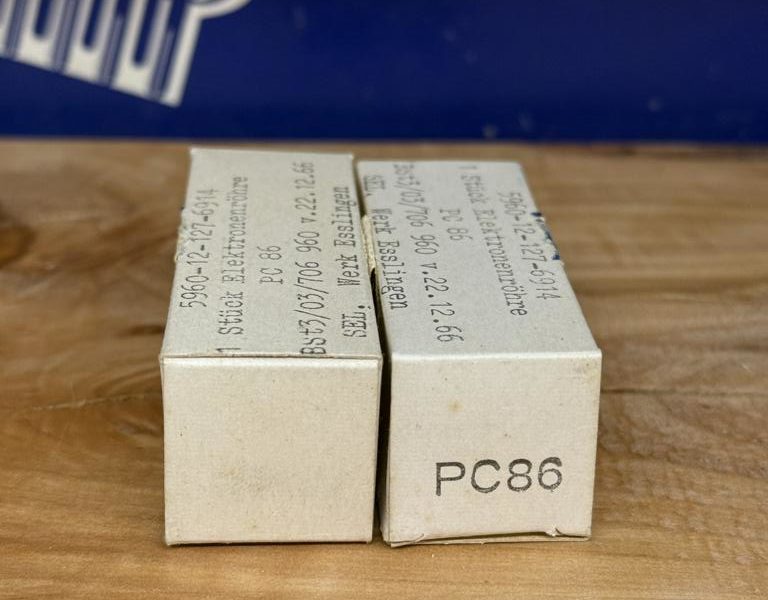 5960-12-127-6914
1 Stück Elektronenröhre
PC 86
Bst3/03/706 960 v.22.12.66
SEL. Werk Esslingen
5960-12-127-6914
1 Stück Elektronenröhre
PC 86
Bst3/03/706 960 v.22.12.66
SEL. Werk Esslingen
PC86